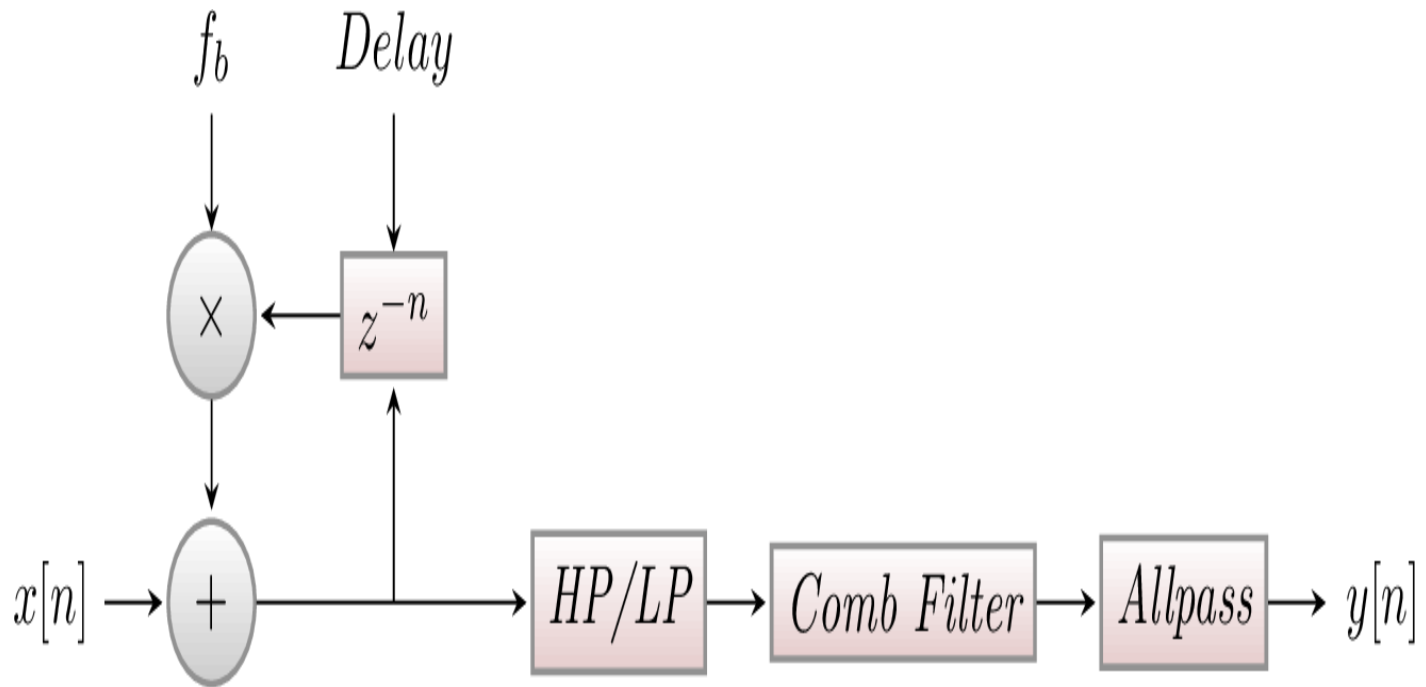 f_b Delay
× z^{-n}
x[n] + HP/LP Comb Filter Allpass y[n]